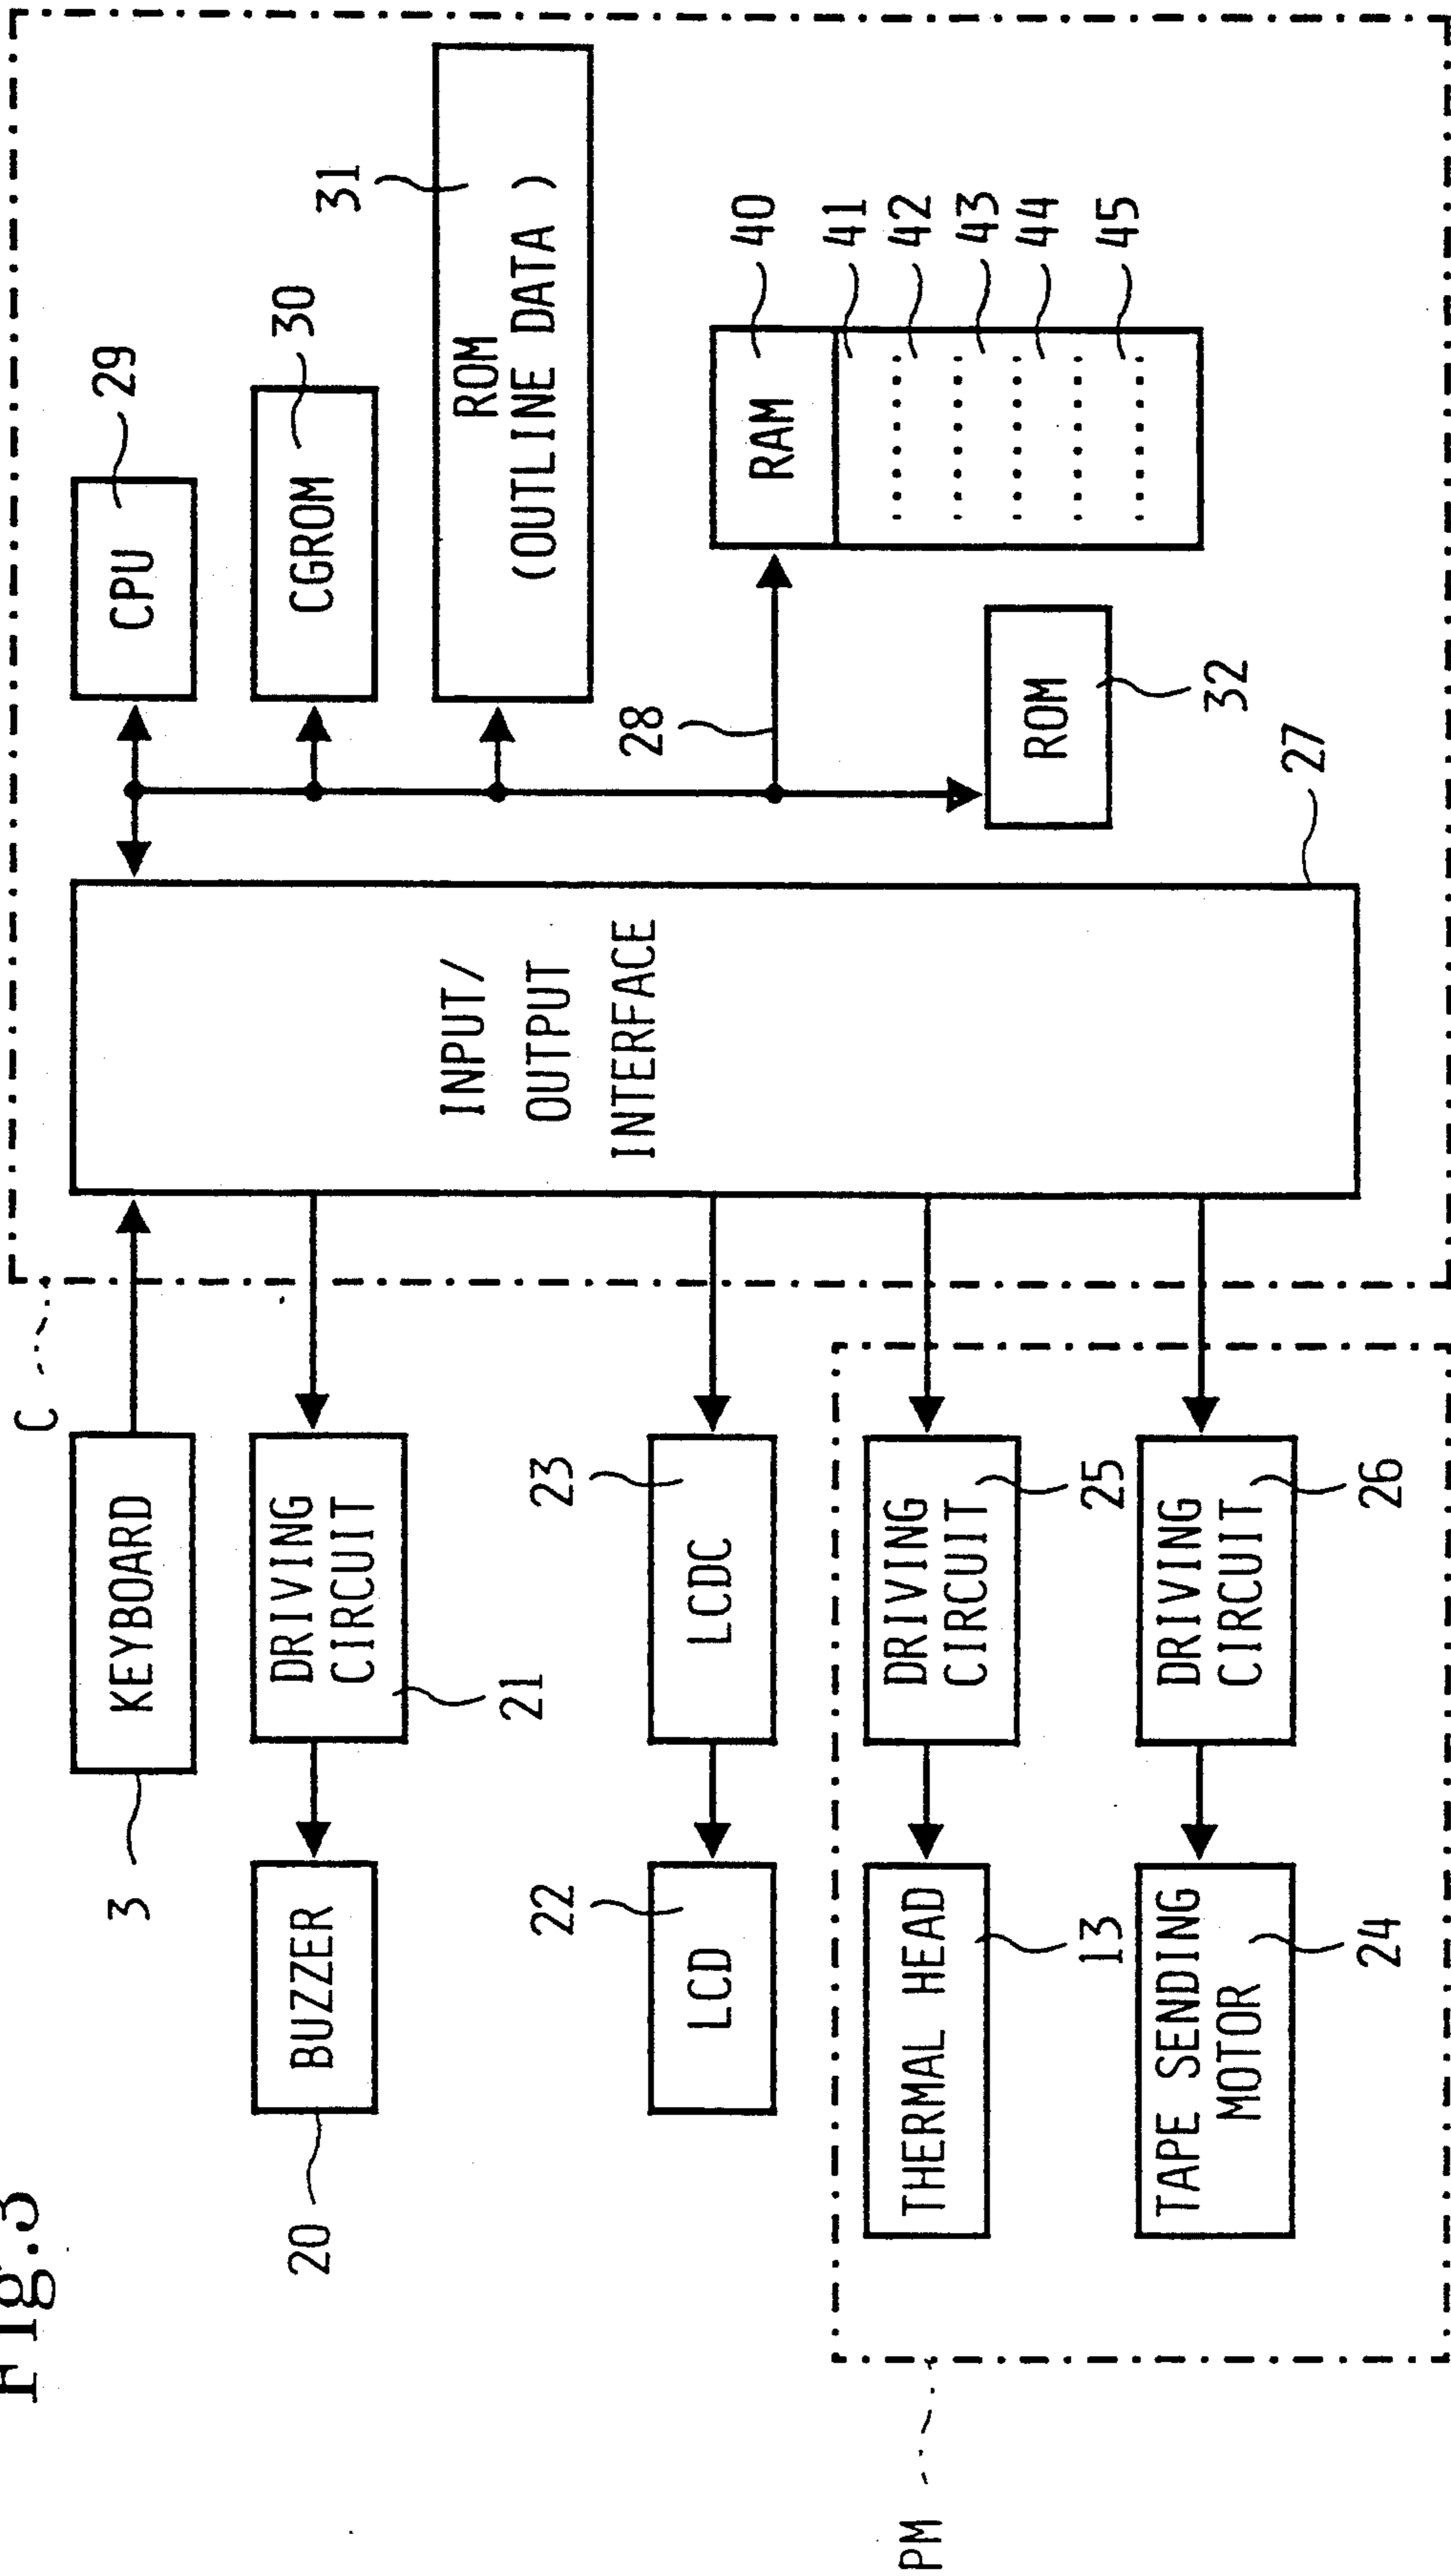 Fig.3
C
3
KEYBOARD
CPU
29
20
BUZZER
DRIVING
CIRCUIT
21
CGROM
30
INPUT/
OUTPUT
INTERFACE
27
ROM
(OUTLINE DATA)
31
22
LCD
23
LCDC
28
RAM
40
41
42
43
44
45
ROM
32
PM
THERMAL HEAD
13
DRIVING
CIRCUIT
25
TAPE SENDING
MOTOR
24
DRIVING
CIRCUIT
26